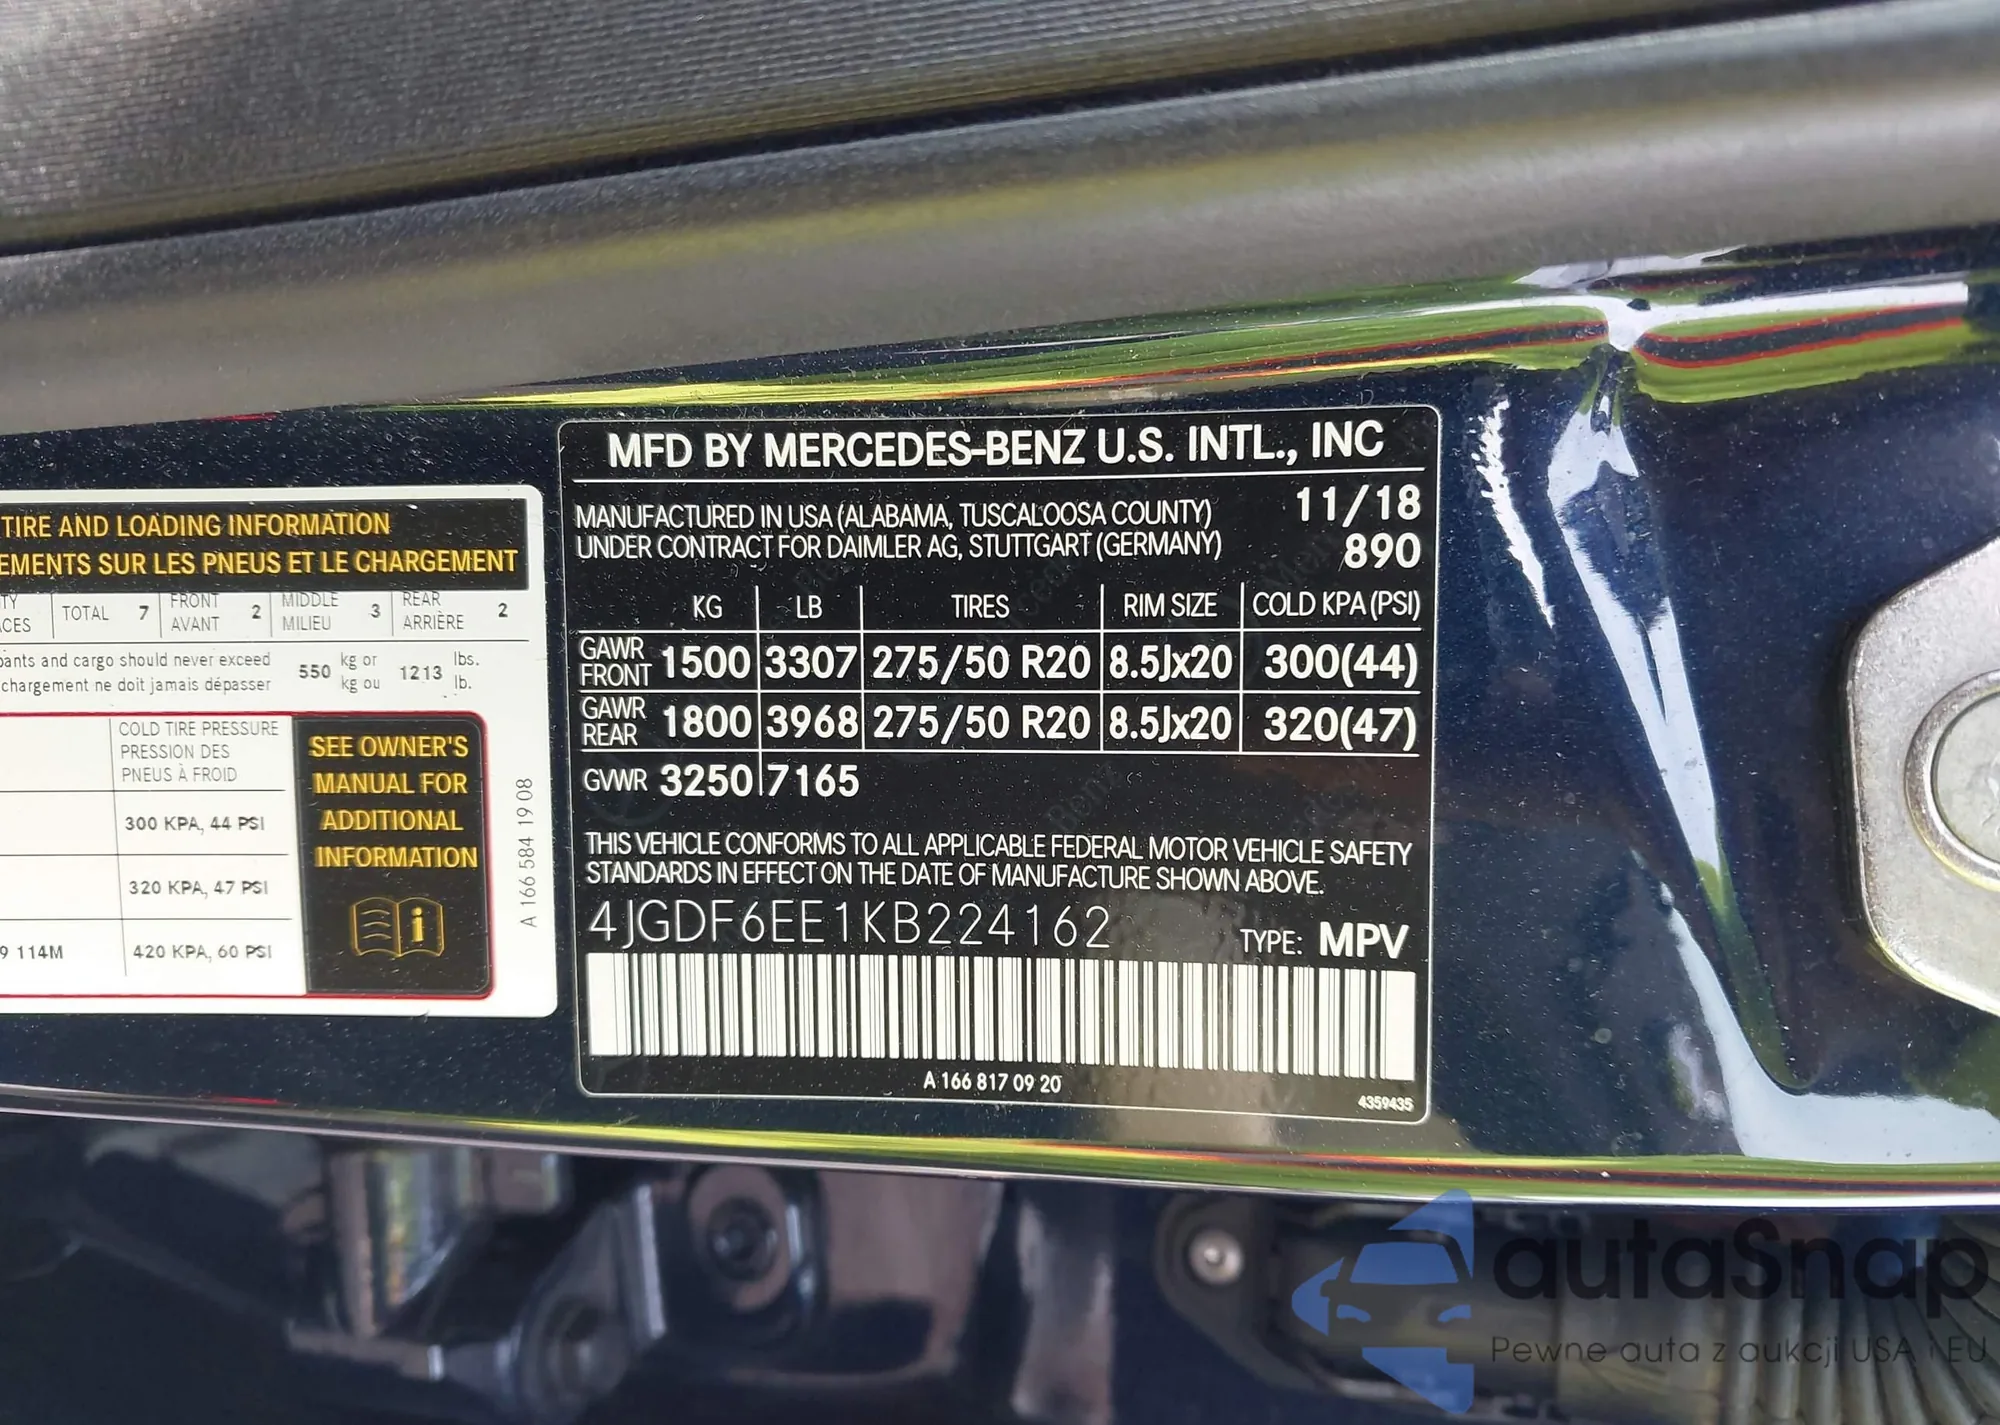 TIRE AND LOADING INFORMATION
EMENTS SUR LES PNEUS ET LE CHARGEMENT
TY
CES
TOTAL 7
FRONT
AVANT 2
MIDDLE
MILIEU 3
REAR
ARRIÈRE 2
pants and cargo should never exceed
chargement ne doit jamais dépasser
550 kg or
kg ou
1213 lbs.
lb.
COLD TIRE PRESSURE
PRESSION DES
PNEUS À FROID
300 KPA, 44 PSI
320 KPA, 47 PSI
9 114M
420 KPA, 60 PSI
SEE OWNER'S
MANUAL FOR
ADDITIONAL
INFORMATION
i
A 166 584 19 08
MFD BY MERCEDES-BENZ U.S. INTL., INC
MANUFACTURED IN USA (ALABAMA, TUSCALOOSA COUNTY) 11/18
UNDER CONTRACT FOR DAIMLER AG, STUTTGART (GERMANY) 890
KG LB TIRES RIM SIZE COLD KPA (PSI)
GAWR
FRONT 1500 3307 275/50 R20 8.5Jx20 300(44)
GAWR
REAR 1800 3968 275/50 R20 8.5Jx20 320(47)
GVWR 3250 7165
THIS VEHICLE CONFORMS TO ALL APPLICABLE FEDERAL MOTOR VEHICLE SAFETY
STANDARDS IN EFFECT ON THE DATE OF MANUFACTURE SHOWN ABOVE.
4JGDF6EE1KB224162 TYPE: MPV
A 166 817 09 20
4359435
autaSnap
Pewne auta z aukcji USA i EU